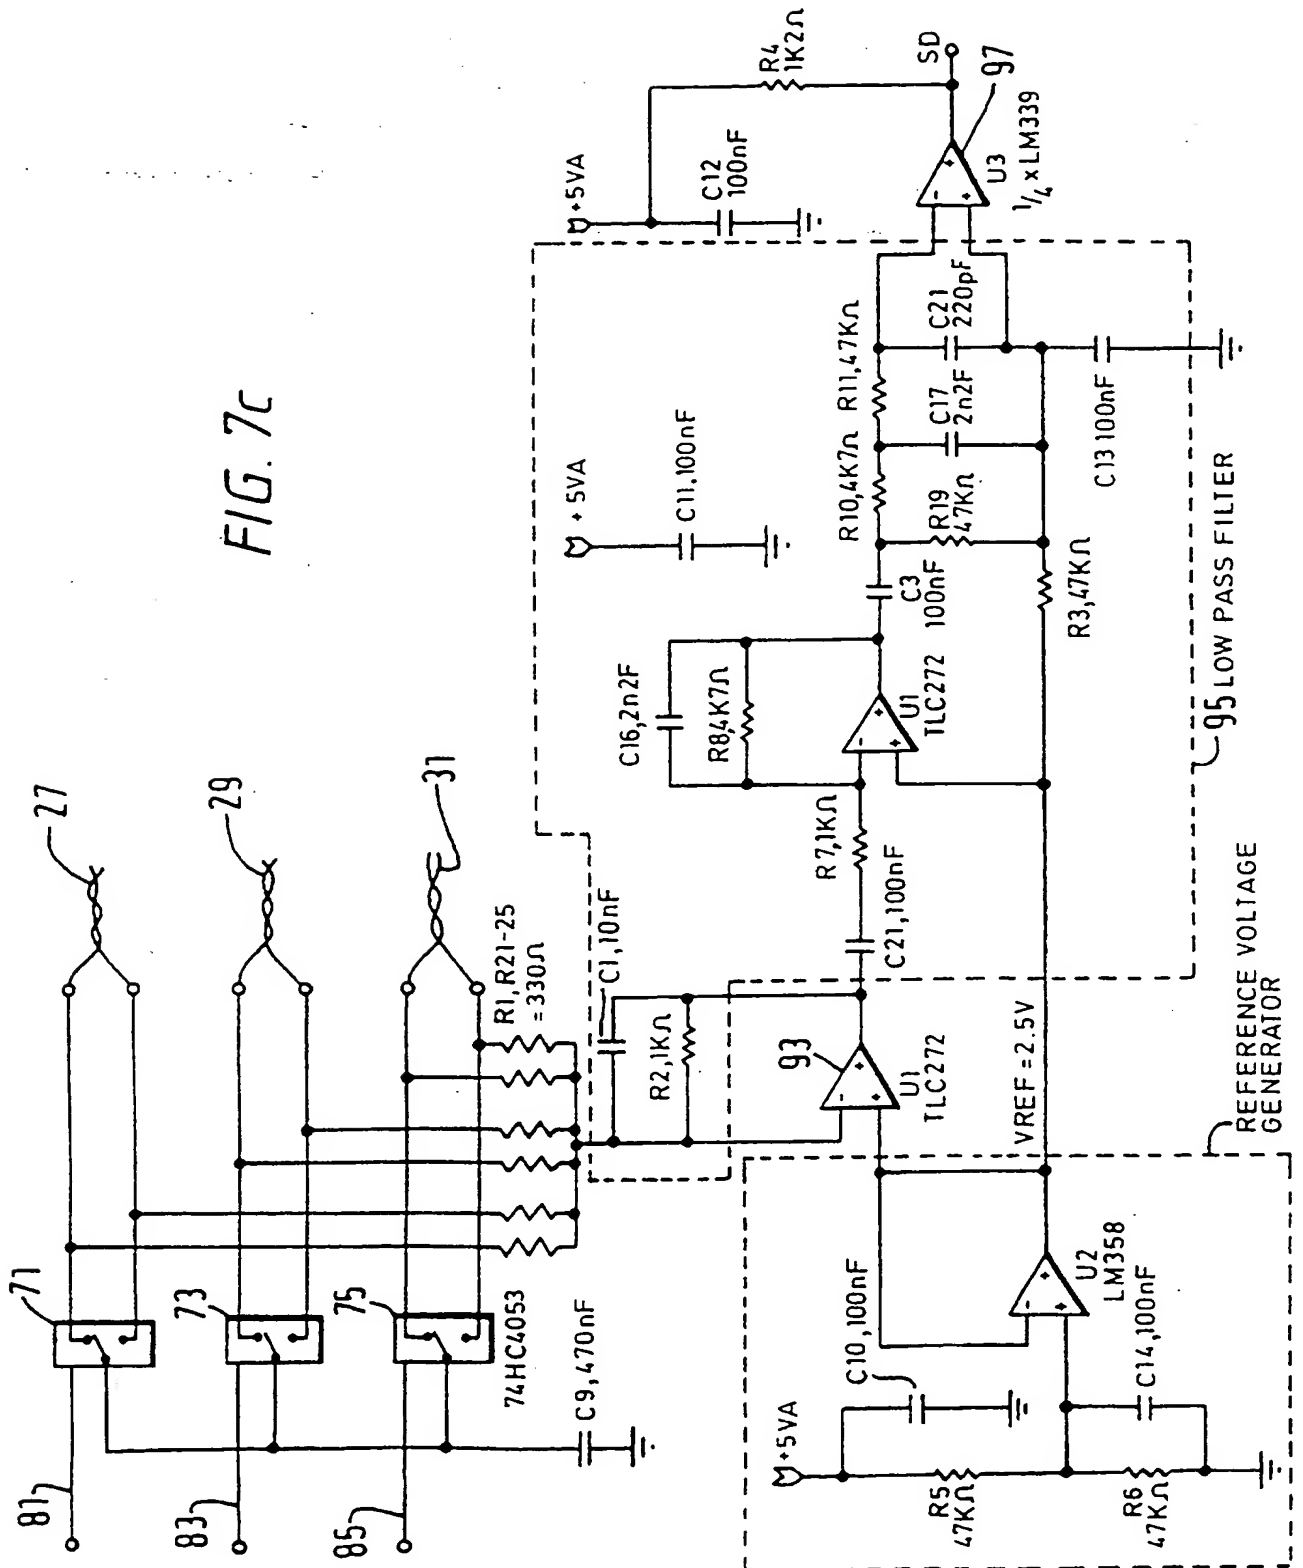 FIG. 7c
81
71
27
83
73
29
85
75
31
74HC4053
C9, 470nF
R1, R21-25
=330Ω
C1, 10nF
R2, 1KΩ
93
U1
TLC272
C21, 100nF
R7, 1KΩ
C16, 2n2F
R8, 4K7Ω
U1
TLC272
C3
100nF
+5VA
C11, 100nF
R10, 4K7Ω
R11, 47KΩ
R19
47KΩ
C17
2n2F
C21
220pF
R3, 47KΩ
C13 100nF
+5VA
C12
100nF
R4
1K2Ω
SD
97
U3
1/4 x LM339
95 LOW PASS FILTER
VREF = 2.5V
REFERENCE VOLTAGE
GENERATOR
+5VA
C10, 100nF
R5
47KΩ
R6
47KΩ
C14, 100nF
U2
LM358